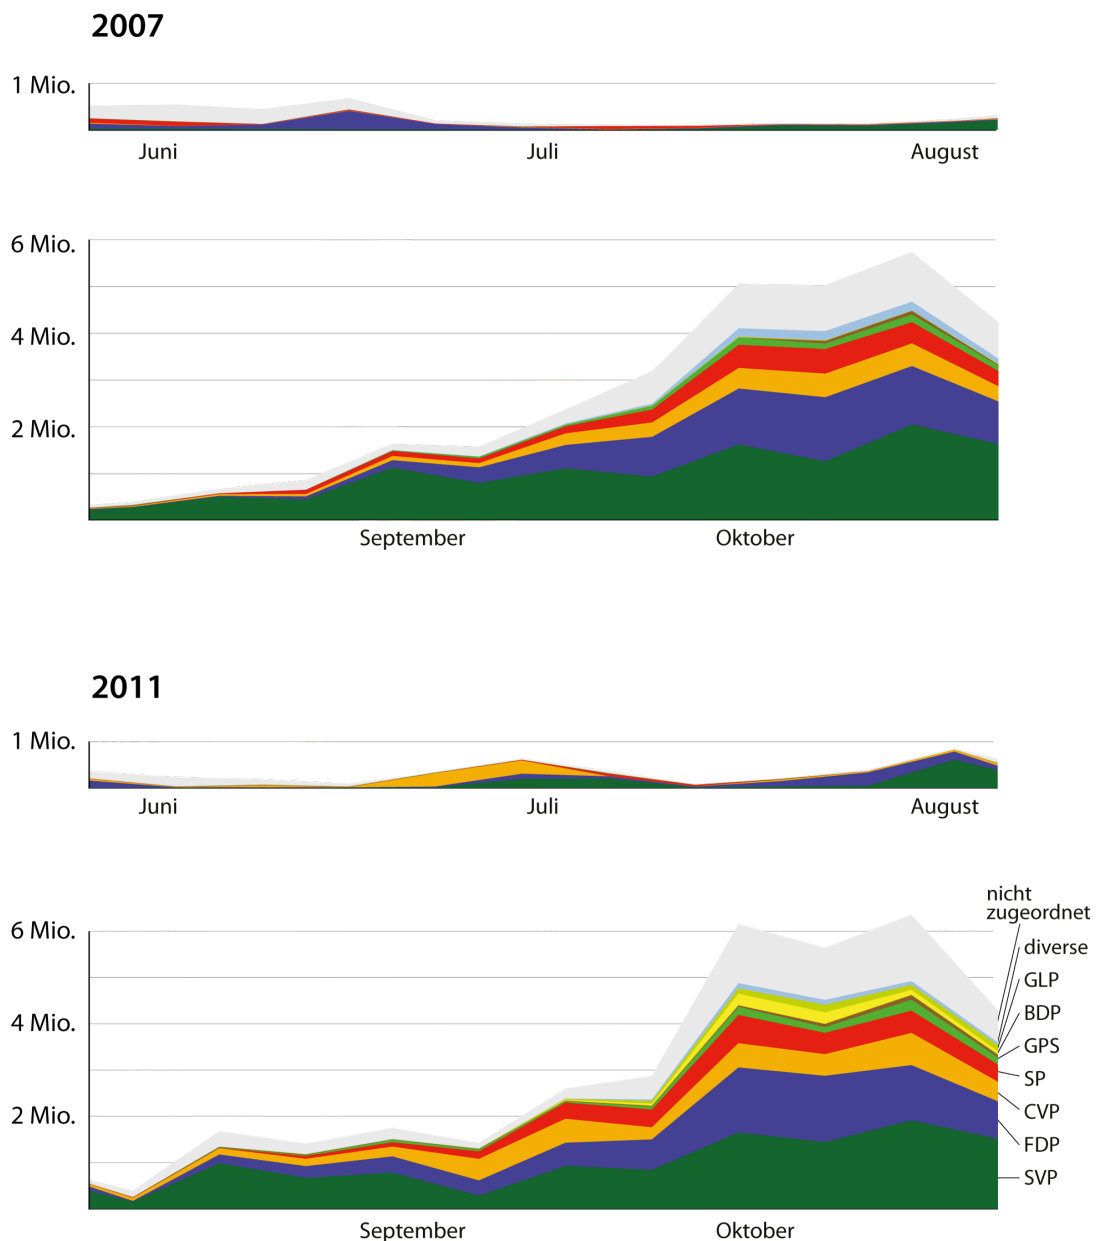 2007
1 Mio.
Juni Juli August
6 Mio.
4 Mio.
2 Mio.
September Oktober
2011
1 Mio.
Juni Juli August
nicht
zugeordnet
6 Mio.
diverse
GLP
BDP
4 Mio.
GPS
SP
CVP
2 Mio.
FDP
SVP
September Oktober